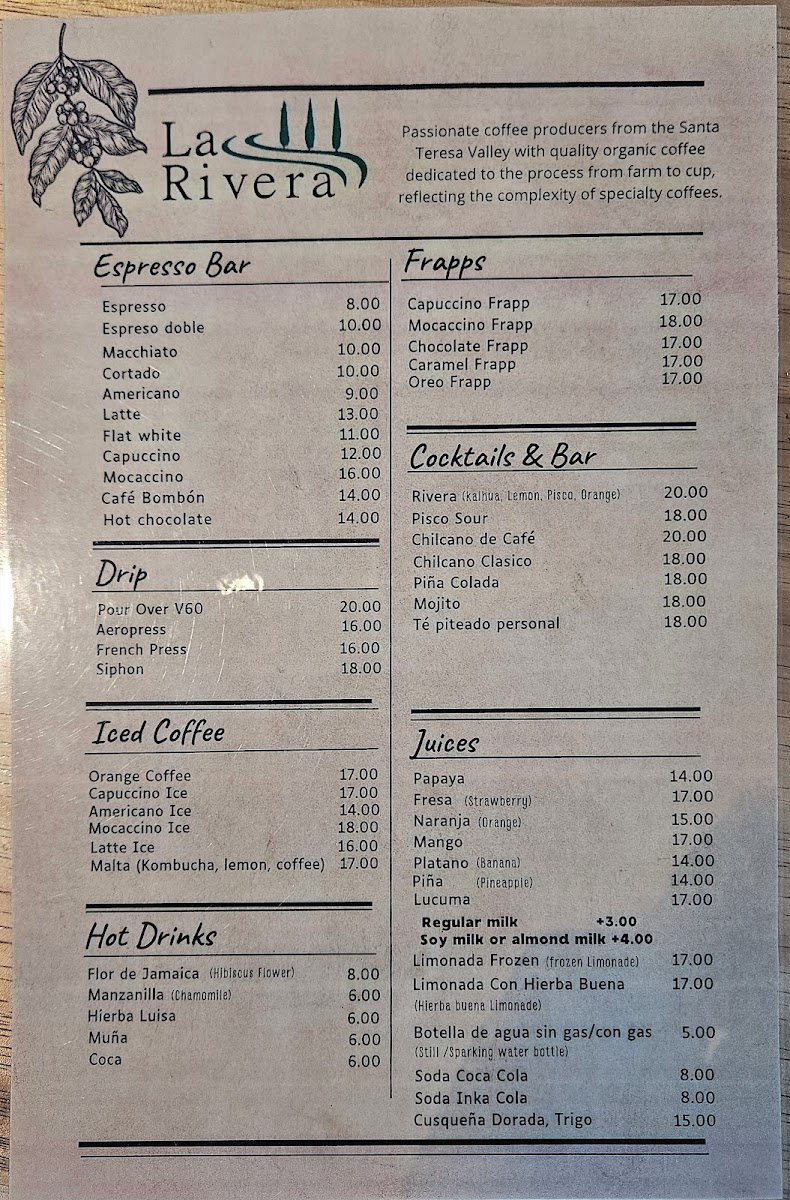 La
Rivera
Passionate coffee producers from the Santa
Teresa Valley with quality organic coffee
dedicated to the process from farm to cup,
reflecting the complexity of specialty coffees.
Espresso Bar
Espresso 8.00
Espreso doble 10.00
Macchiato 10.00
Cortado 10.00
Americano 9.00
Latte 13.00
Flat white 11.00
Capuccino 12.00
Mocaccino 16.00
Café Bombón 14.00
Hot chocolate 14.00
Drip
Pour Over V60 20.00
Aeropress 16.00
French Press 16.00
Siphon 18.00
Iced Coffee
Orange Coffee 17.00
Capuccino Ice 17.00
Americano Ice 14.00
Mocaccino Ice 18.00
Latte Ice 16.00
Malta (Kombucha, lemon, coffee) 17.00
Hot Drinks
Flor de Jamaica (Hibiscus Flower) 8.00
Manzanilla (Chamomile) 6.00
Hierba Luisa 6.00
Muña 6.00
Coca 6.00
Frapps
Capuccino Frapp 17.00
Mocaccino Frapp 18.00
Chocolate Frapp 17.00
Caramel Frapp 17.00
Oreo Frapp 17.00
Cocktails & Bar
Rivera (kalhua, Lemon, Pisco, Orange) 20.00
Pisco Sour 18.00
Chilcano de Café 20.00
Chilcano Clasico 18.00
Piña Colada 18.00
Mojito 18.00
Té piteado personal 18.00
Juices
Papaya 14.00
Fresa (Strawberry) 17.00
Naranja (Orange) 15.00
Mango 17.00
Platano (Banana) 14.00
Piña (Pineapple) 14.00
Lucuma 17.00
Regular milk +3.00
Soy milk or almond milk +4.00
Limonada Frozen (frozen Limonade) 17.00
Limonada Con Hierba Buena 17.00
(Hierba buena Limonade)
Botella de agua sin gas/con gas 5.00
(Still /Sparking water bottle)
Soda Coca Cola 8.00
Soda Inka Cola 8.00
Cusqueña Dorada, Trigo 15.00